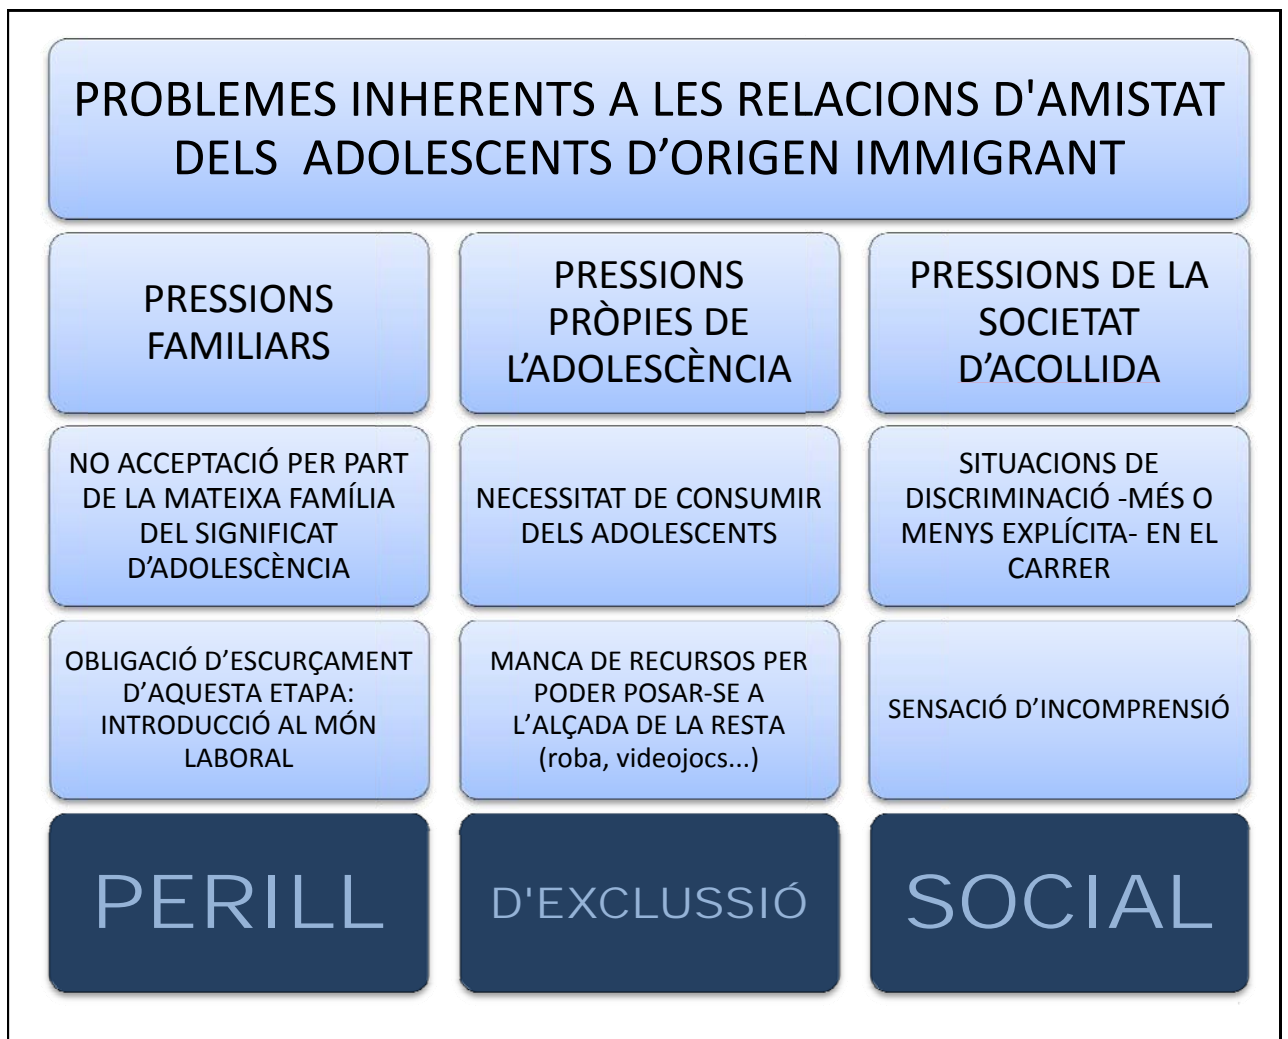 PROBLEMES INHERENTS A LES RELACIONS D'AMISTAT
DELS  ADOLESCENTS D’ORIGEN IMMIGRANT
PRESSIONS
FAMILIARS
PRESSIONS
PRÒPIES DE
L’ADOLESCÈNCIA
PRESSIONS DE LA
SOCIETAT
D’ACOLLIDA
NO ACCEPTACIÓ PER PART
DE LA MATEIXA FAMÍLIA
DEL SIGNIFICAT
D’ADOLESCÈNCIA
NECESSITAT DE CONSUMIR
DELS ADOLESCENTS
SITUACIONS DE
DISCRIMINACIÓ -MÉS O
MENYS EXPLÍCITA- EN EL
CARRER
OBLIGACIÓ D’ESCURÇAMENT
D’AQUESTA ETAPA:
INTRODUCCIÓ AL MÓN
LABORAL
MANCA DE RECURSOS PER
PODER POSAR-SE A
L’ALÇADA DE LA RESTA
(roba, videojocs...)
SENSACIÓ D’INCOMPRENSIÓ
PERILL
D'EXCLUSSIÓ
SOCIAL